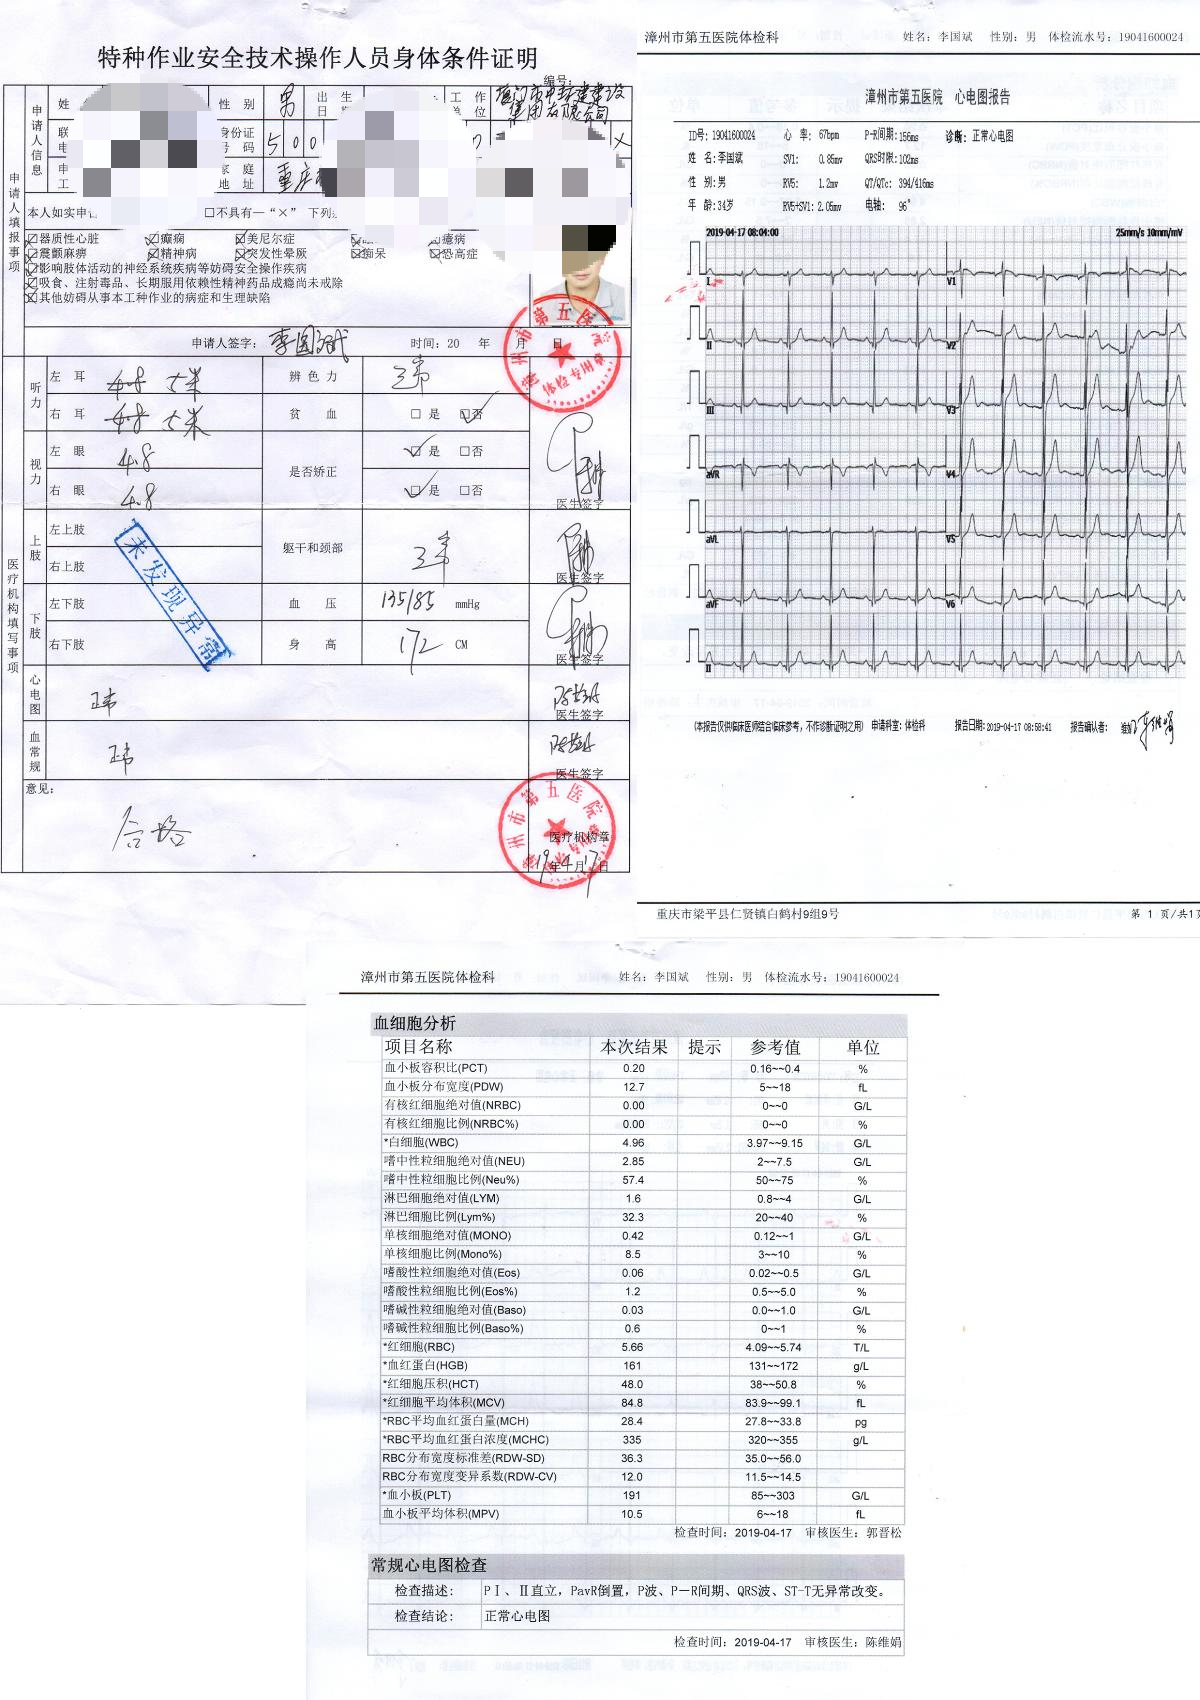 特种作业安全技术操作人员身体条件证明
编号:
申请人填报事项
申请人信息
性 别 男 出 生 工 作 单 位
身份证号 码 500
家 庭 地 址 重庆
本人如实申告 □不具有—“×” 下列
☑器质性心脏 ☑癫痫 ☑美尼尔症 ☑癔病
☑震颤麻痹 ☑精神病 ☑突发性晕厥 ☑痴呆 ☑恐高症
☑影响肢体活动的神经系统疾病等妨碍安全操作疾病
☑吸食、注射毒品、长期服用依赖性精神药品成瘾尚未戒除
☑其他妨碍从事本工种作业的病症和生理缺陷
申请人签字: 李国斌 时间:20 年 月 日
漳州市第五医院
体检专用章
医疗机构填写事项
听力 左 耳 辨 色 力 正常
右 耳 贫 血 □是 ☑否
视力 左 眼 4.8 是否矫正 ☑是 □否
右 眼 4.8 ☑是 □否
医生签字
上肢 左上肢 躯干和颈部 正常
右上肢
医生签字
未发现异常
下肢 左下肢 血 压 135/85 mmHg
右下肢 身 高 172 CM
医生签字
心电图 正常
医生签字
血常规 正常
医生签字
意见:
合格
漳州市第五医院
医疗机构章
19年4月17日
漳州市第五医院体检科 姓名:李国斌 性别:男 体检流水号:19041600024
漳州市第五医院 心电图报告
ID号:19041600024 心 率: 67bpm P-R间期:156ms 诊断:正常心电图
姓 名:李国斌 SV1: 0.85mv QRS时限:102ms
性 别:男 RV5: 1.2mv QT/QTc: 394/416ms
年 龄:34岁 RV5+SV1: 2.05mv 电轴: 96°
2019-04-17 08:04:00 25mm/s 10mm/mV
I V1
II V2
III V3
aVR V4
aVL V5
aVF V6
II
(本报告仅供临床医师结合临床参考,不作诊断证明之用) 申请科室:体检科 报告日期:2019-04-17 08:58:41 报告确认者:
重庆市梁平县仁贤镇白鹤村9组9号 第 1 页/共1页
漳州市第五医院体检科 姓名:李国斌 性别:男 体检流水号:19041600024
血细胞分析
项目名称 本次结果 提示 参考值 单位
血小板容积比(PCT) 0.20 0.16~~0.4 %
血小板分布宽度(PDW) 12.7 5~~18 fL
有核红细胞绝对值(NRBC) 0.00 0~~0 G/L
有核红细胞比例(NRBC%) 0.00 0~~0 %
*白细胞(WBC) 4.96 3.97~~9.15 G/L
嗜中性粒细胞绝对值(NEU) 2.85 2~~7.5 G/L
嗜中性粒细胞比例(Neu%) 57.4 50~~75 %
淋巴细胞绝对值(LYM) 1.6 0.8~~4 G/L
淋巴细胞比例(Lym%) 32.3 20~~40 %
单核细胞绝对值(MONO) 0.42 0.12~~1 G/L
单核细胞比例(Mono%) 8.5 3~~10 %
嗜酸性粒细胞绝对值(Eos) 0.06 0.02~~0.5 G/L
嗜酸性粒细胞比例(Eos%) 1.2 0.5~~5.0 %
嗜碱性粒细胞绝对值(Baso) 0.03 0.0~~1.0 G/L
嗜碱性粒细胞比例(Baso%) 0.6 0~~1 %
*红细胞(RBC) 5.66 4.09~~5.74 T/L
*血红蛋白(HGB) 161 131~~172 g/L
*红细胞压积(HCT) 48.0 38~~50.8 %
*红细胞平均体积(MCV) 84.8 83.9~~99.1 fL
*RBC平均血红蛋白量(MCH) 28.4 27.8~~33.8 pg
*RBC平均血红蛋白浓度(MCHC) 335 320~~355 g/L
RBC分布宽度标准差(RDW-SD) 36.3 35.0~~56.0
RBC分布宽度变异系数(RDW-CV) 12.0 11.5~~14.5
*血小板(PLT) 191 85~~303 G/L
血小板平均体积(MPV) 10.5 6~~18 fL
检查时间: 2019-04-17 审核医生: 郭晋松
常规心电图检查
检查描述: PⅠ、Ⅱ直立,PavR倒置,P波、P-R间期、QRS波、ST-T无异常改变。
检查结论: 正常心电图
检查时间: 2019-04-17 审核医生: 陈维娟